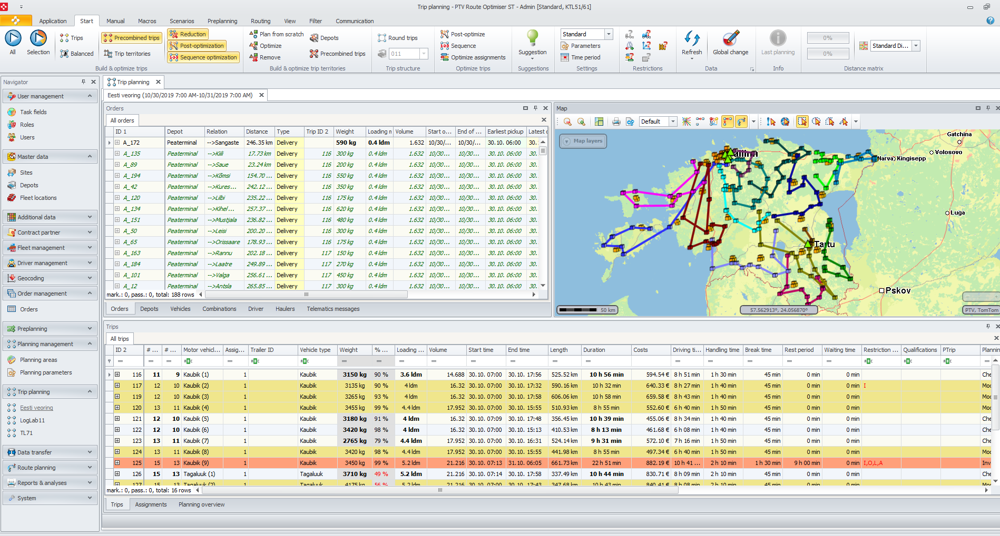 Trip planning - PTV Route Optimiser ST - Admin [Standard, KTL51/61]
Application Start Manual Macros Scenarios Preplanning Routing View Filter Communication
All Selection
Trips Precombined trips
Balanced Trip territories
Reduction
Post-optimization
Sequence optimization
Build & optimize trips
Plan from scratch Depots
Optimize
Remove Precombined trips
Build & optimize trip territories
Round trips
011
Trip structure
Post-optimize
Sequence
Optimize assignments
Optimize trips
Suggestion
Suggestions
Standard
Parameters
Time period
Settings
Restrictions
Refresh Global change
Data
Last planning
Info
0%
0%
Standard Di...
Distance matrix
Navigator
User management
Task fields
Roles
Users
Master data
Sites
Depots
Fleet locations
Additional data
Contract partner
Fleet management
Driver management
Geocoding
Order management
Orders
Preplanning
Planning management
Planning areas
Planning parameters
Trip planning
Eesti veoring
LogLab11
TL71
Data transfer
Route planning
Reports & analyses
System
Trip planning
Eesti veoring (10/30/2019 7:00 AM-10/31/2019 7:00 AM)
Orders
All orders
ID 1 Depot Relation Distance Type Trip ID 2 Weight Loading m Volume Start o... End of ... Earliest pickup Latest
A_172 Peaterminal -->Sangaste 246.35 km Delivery 590 kg 0.4 ldm 1.632 10/30/... 10/30/... 30.10. 06:00 30.
A_135 Peaterminal -->Kiili 17.73 km Delivery 116 300 kg 0.4 ldm 1.632 10/30... 10/30... 30.10. 06:00 30.
A_89 Peaterminal -->Saue 23.24 km Delivery 116 200 kg 0.4 ldm 1.632 10/30... 10/30... 30.10. 06:00 30.
A_194 Peaterminal -->Kõmsi 154.70 ... Delivery 116 550 kg 0.4 ldm 1.632 10/30... 10/30... 30.10. 06:00 30.
A_42 Peaterminal -->Kures... 242.12 ... Delivery 116 350 kg 0.4 ldm 1.632 10/30... 10/30... 30.10. 06:00 30.
A_120 Peaterminal -->Lilbi 235.22 ... Delivery 116 175 kg 0.4 ldm 1.632 10/30... 10/30... 30.10. 06:00 30.
A_134 Peaterminal -->Kihel... 257.37 ... Delivery 116 620 kg 0.4 ldm 1.632 10/30... 10/30... 30.10. 06:00 30.
A_151 Peaterminal -->Mustjala 236.82 ... Delivery 116 480 kg 0.4 ldm 1.632 10/30... 10/30... 30.10. 06:00 30.
A_50 Peaterminal -->Leisi 200.20 ... Delivery 116 300 kg 0.4 ldm 1.632 10/30... 10/30... 30.10. 06:00 30.
A_65 Peaterminal -->Orissaare 178.93 ... Delivery 116 175 kg 0.4 ldm 1.632 10/30... 10/30... 30.10. 06:00 30.
A_163 Peaterminal -->Rannu 202.18 ... Delivery 117 150 kg 0.4 ldm 1.632 10/30... 10/30... 30.10. 06:00 30.
A_184 Peaterminal -->Laatre 249.89 ... Delivery 117 270 kg 0.4 ldm 1.632 10/30... 10/30... 30.10. 06:00 30.
A_101 Peaterminal -->Valga 256.61 ... Delivery 117 450 kg 0.4 ldm 1.632 10/30... 10/30... 30.10. 06:00 30.
A_12 Peaterminal -->Antsla 265.85 ... Delivery 117 300 kg 0.4 ldm 1.632 10/30... 10/30... 30.10. 06:00 30.
mark.: 0, pass.: 0, total: 188 rows
Orders Depots Vehicles Combinations Driver Haulers Telematics messages
Map
Default
Map layers
Gatchina
Volosovo
Narva Kingisepp
Luga
Tartu
Pskov
50 km
57.562913°, 24.056870°
PTV, TomTom
Trips
All trips
ID 2 # ... # ... Motor vehicl... Assig... Trailer ID Vehicle type Weight % ... Loading ... Volume Start time End time Length Duration Costs Driving ti... Handling time Break time Rest period Waiting time Restriction ... Qualifications PTrip Plannin
116 11 9 Kaubik (1) 1 Kaubik 3150 kg 90 % 3.6 ldm 14.688 30.10. 07:00 30.10. 17:56 525.52 km 10 h 56 min 594.54 € 8 h 51 min 1 h 30 min 45 min 0 min 0 min Che
117 12 10 Kaubik (2) 1 Kaubik 3135 kg 90 % 4 ldm 16.32 30.10. 07:00 30.10. 17:32 590.16 km 10 h 32 min 640.33 € 8 h 27 min 1 h 40 min 45 min 0 min 0 min I Moc
119 12 10 Kaubik (3) 1 Kaubik 3265 kg 93 % 4 ldm 16.32 30.10. 07:00 30.10. 17:58 606.06 km 10 h 58 min 659.58 € 8 h 43 min 1 h 40 min 45 min 0 min 0 min Moc
120 13 11 Kaubik (4) 1 Kaubik 3455 kg 99 % 4.4 ldm 17.952 30.10. 07:00 30.10. 15:55 510.93 km 8 h 55 min 552.60 € 6 h 40 min 1 h 50 min 45 min 0 min 0 min Moc
121 12 10 Kaubik (5) 1 Kaubik 3180 kg 91 % 4 ldm 16.32 30.10. 07:09 30.10. 17:48 356.45 km 10 h 39 min 455.06 € 8 h 34 min 1 h 40 min 45 min 0 min 0 min Che
122 12 10 Kaubik (6) 1 Kaubik 3420 kg 98 % 4 ldm 16.32 30.10. 07:00 30.10. 15:13 410.53 km 8 h 13 min 461.68 € 6 h 08 min 1 h 40 min 45 min 0 min 0 min Che
123 13 11 Kaubik (7) 1 Kaubik 2765 kg 79 % 4.4 ldm 17.952 30.10. 07:00 30.10. 16:31 524.14 km 9 h 31 min 572.10 € 7 h 16 min 1 h 50 min 45 min 0 min 0 min Che
124 13 11 Kaubik (8) 1 Kaubik 3420 kg 98 % 4.4 ldm 17.952 30.10. 07:00 30.10. 15:55 441.98 km 8 h 55 min 497.34 € 6 h 40 min 1 h 50 min 45 min 0 min 0 min Moc
125 15 13 Kaubik (9) 1 Kaubik 3450 kg 99 % 5.2 ldm 21.216 30.10. 07:13 31.10. 06:05 661.73 km 22 h 51 min 882.19 € 10 h 41 ... 2 h 10 min 1 h 30 min 9 h 00 min 0 min I,O,L,A Inv
126 15 13 Tagaluuk (1) 1 Tagaluuk 3710 kg 49 % 5.2 ldm 21.216 30.10. 07:14 30.10. 17:58 337.49 km 10 h 44 min 830.71 € 8 h 09 min 2 h 10 min 45 min 0 min 0 min Che
127 15 13 Tagaluuk (2) 1 Tagaluuk 4175 kg 56 % 5.2 ldm 21.216 30.10. 07:00 30.10. 17:43 347.68 km 10 h 43 min 840.41 € 8 h 08 min 2 h 10 min 45 min 0 min 0 min Moc
mark.: 0, pass.: 0, total: 16 rows
Trips Assignments Planning overview